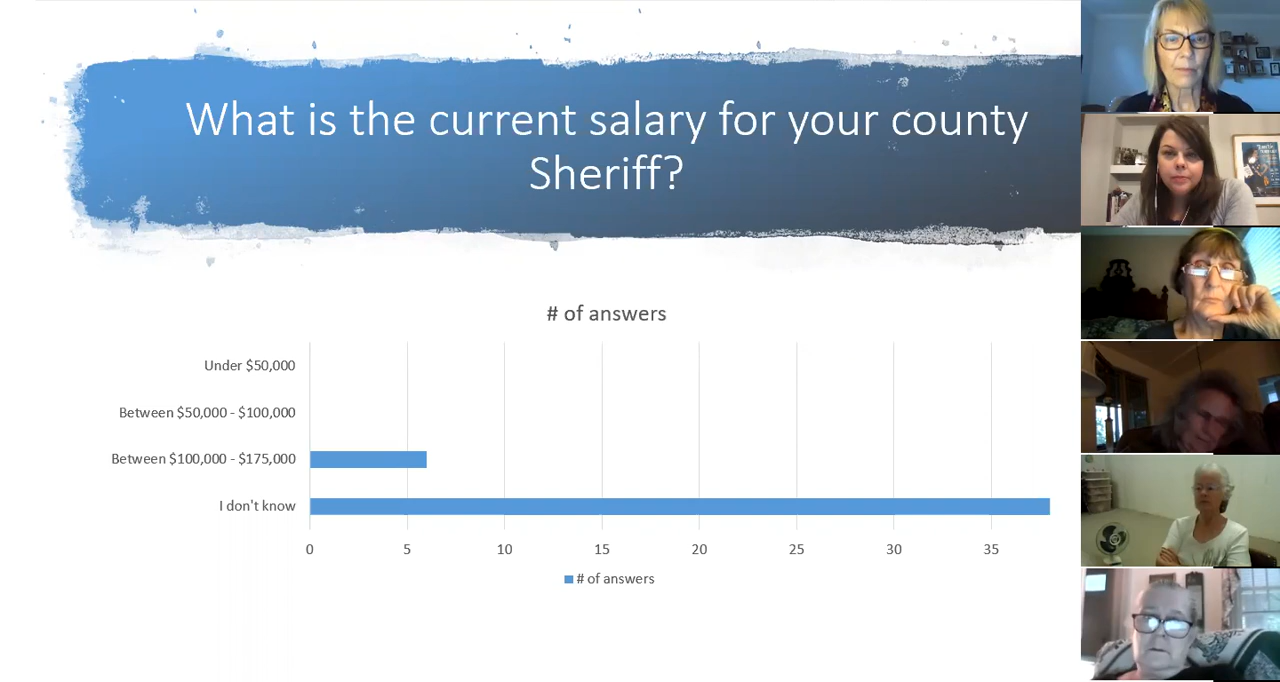 What is the current salary for your county
Sheriff?
# of answers
Under $50,000
Between $50,000 - $100,000
Between $100,000 - $175,000
I don't know
0 5 10 15 20 25 30 35
# of answers